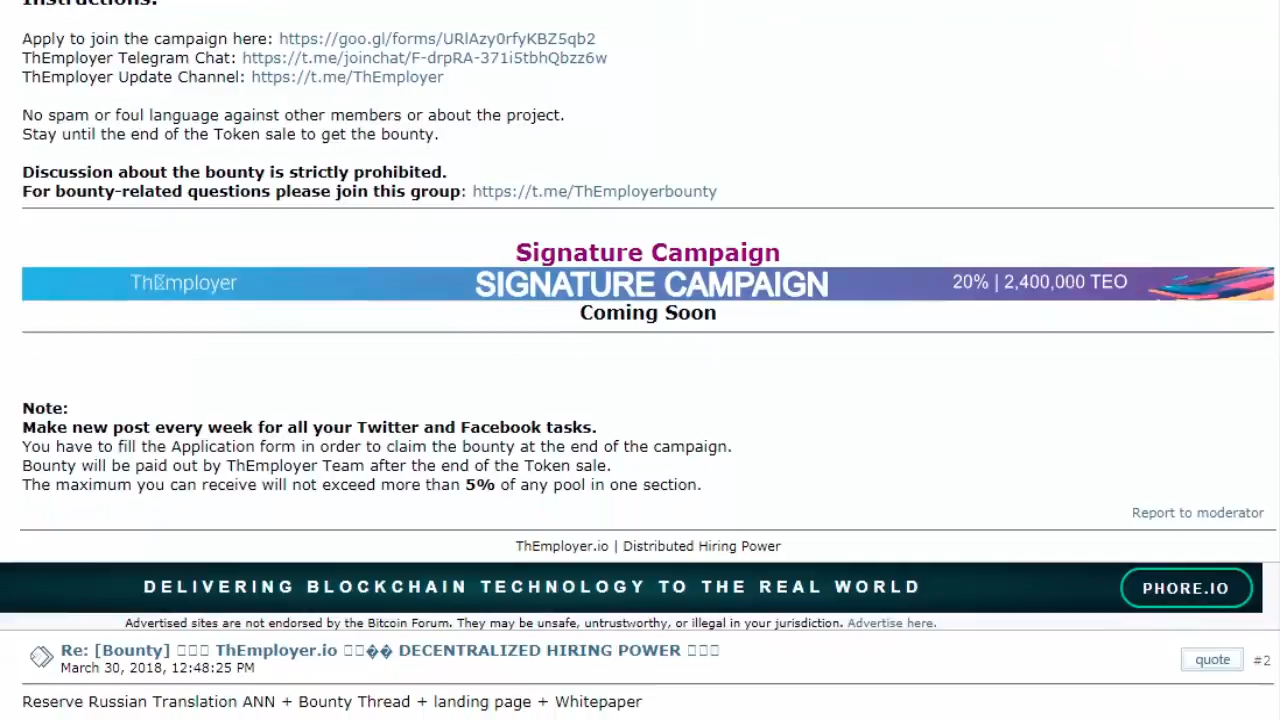 Instructions:
Apply to join the campaign here: https://goo.gl/forms/URlAzy0rfyKBZ5qb2
ThEmployer Telegram Chat: https://t.me/joinchat/F-drpRA-371i5tbhQbzz6w
ThEmployer Update Channel: https://t.me/ThEmployer
No spam or foul language against other members or about the project.
Stay until the end of the Token sale to get the bounty.
Discussion about the bounty is strictly prohibited.
For bounty-related questions please join this group: https://t.me/ThEmployerbounty
Signature Campaign
ThEmployer SIGNATURE CAMPAIGN 20% | 2,400,000 TEO
Coming Soon
Note:
Make new post every week for all your Twitter and Facebook tasks.
You have to fill the Application form in order to claim the bounty at the end of the campaign.
Bounty will be paid out by ThEmployer Team after the end of the Token sale.
The maximum you can receive will not exceed more than 5% of any pool in one section.
Report to moderator
ThEmployer.io | Distributed Hiring Power
DELIVERING BLOCKCHAIN TECHNOLOGY TO THE REAL WORLD PHORE.IO
Advertised sites are not endorsed by the Bitcoin Forum. They may be unsafe, untrustworthy, or illegal in your jurisdiction. Advertise here.
Re: [Bounty] □□□ ThEmployer.io □□�� DECENTRALIZED HIRING POWER □□□
March 30, 2018, 12:48:25 PM
quote #2
Reserve Russian Translation ANN + Bounty Thread + landing page + Whitepaper